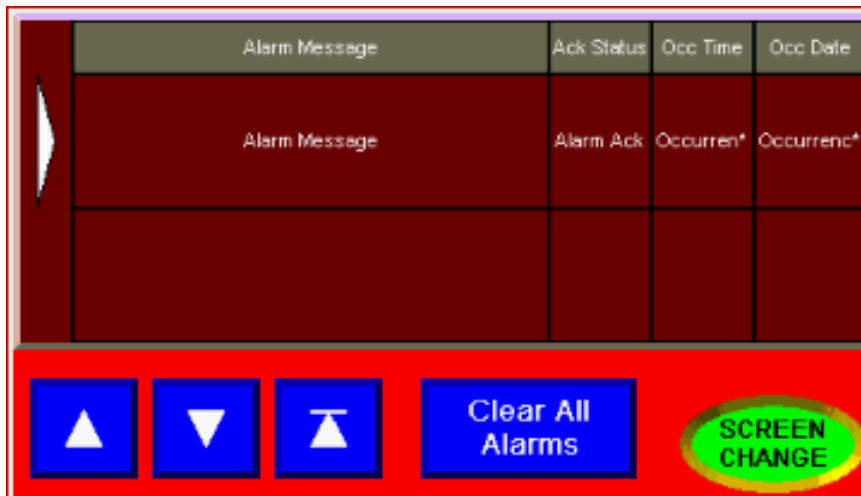 Alarm Message Ack Status Occ Time Occ Date
Alarm Message Alarm Ack Occurren* Occurrenc*
Clear All
Alarms
SCREEN
CHANGE